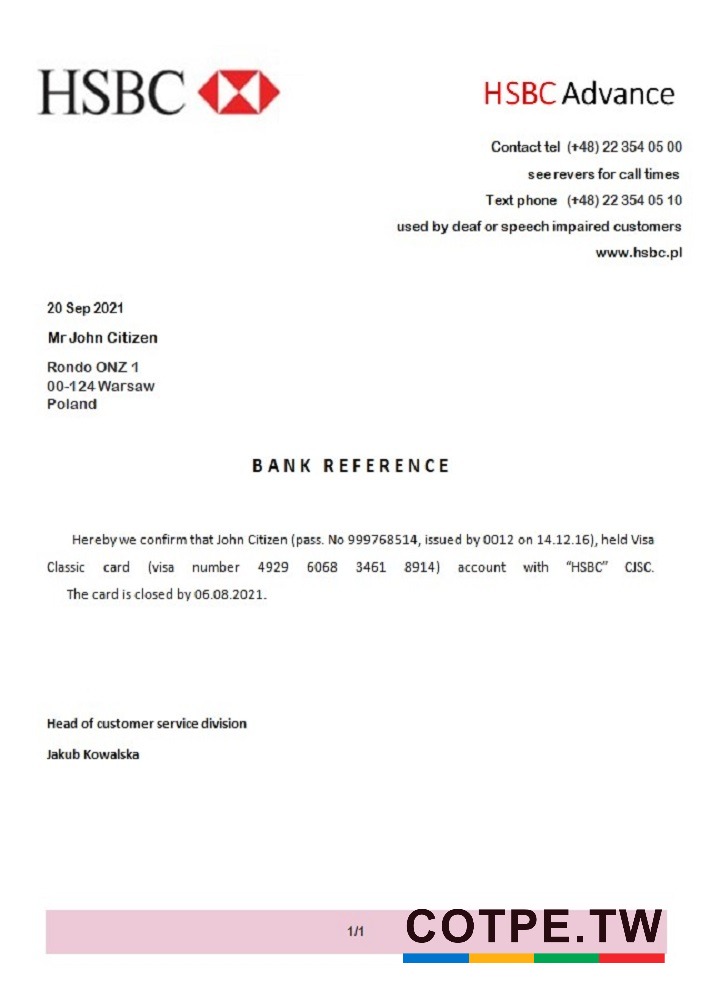 HSBC
HSBC Advance
Contact tel (+48) 22 354 05 00
see revers for call times
Text phone (+48) 22 354 05 10
used by deaf or speech impaired customers
www.hsbc.pl
20 Sep 2021
Mr John Citizen
Rondo ONZ 1
00-124 Warsaw
Poland
BANK REFERENCE
Hereby we confirm that John Citizen (pass. No 999768514, issued by 0012 on 14.12.16), held Visa
Classic card (visa number 4929 6068 3461 8914) account with “HSBC” CJSC.
The card is closed by 06.08.2021.
Head of customer service division
Jakub Kowalska
1/1
COTPE.TW